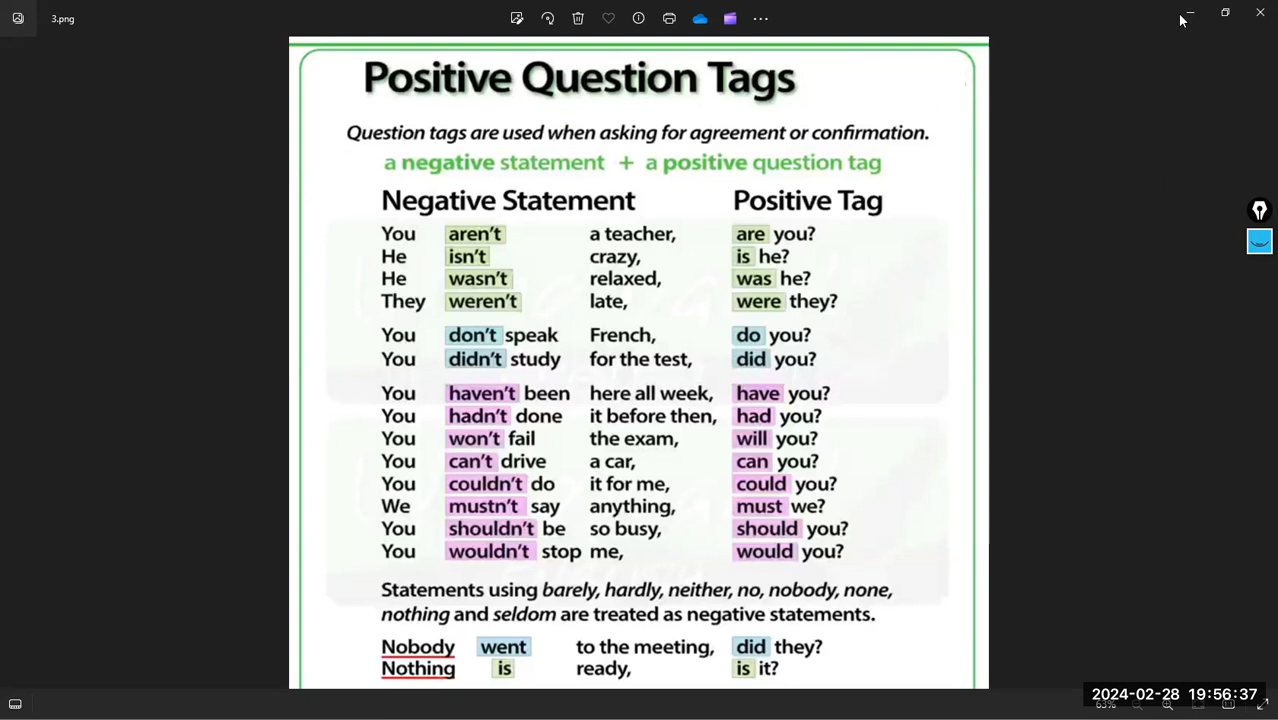 3.png
Positive Question Tags
Question tags are used when asking for agreement or confirmation.
a negative statement + a positive question tag
Negative Statement Positive Tag
You aren't a teacher, are you?
He isn't crazy, is he?
He wasn't relaxed, was he?
They weren't late, were they?
You don't speak French, do you?
You didn't study for the test, did you?
You haven't been here all week, have you?
You hadn't done it before then, had you?
You won't fail the exam, will you?
You can't drive a car, can you?
You couldn't do it for me, could you?
We mustn't say anything, must we?
You shouldn't be so busy, should you?
You wouldn't stop me, would you?
Statements using barely, hardly, neither, no, nobody, none,
nothing and seldom are treated as negative statements.
Nobody went to the meeting, did they?
Nothing is ready, is it?
2024-02-28 19:56:37
63%